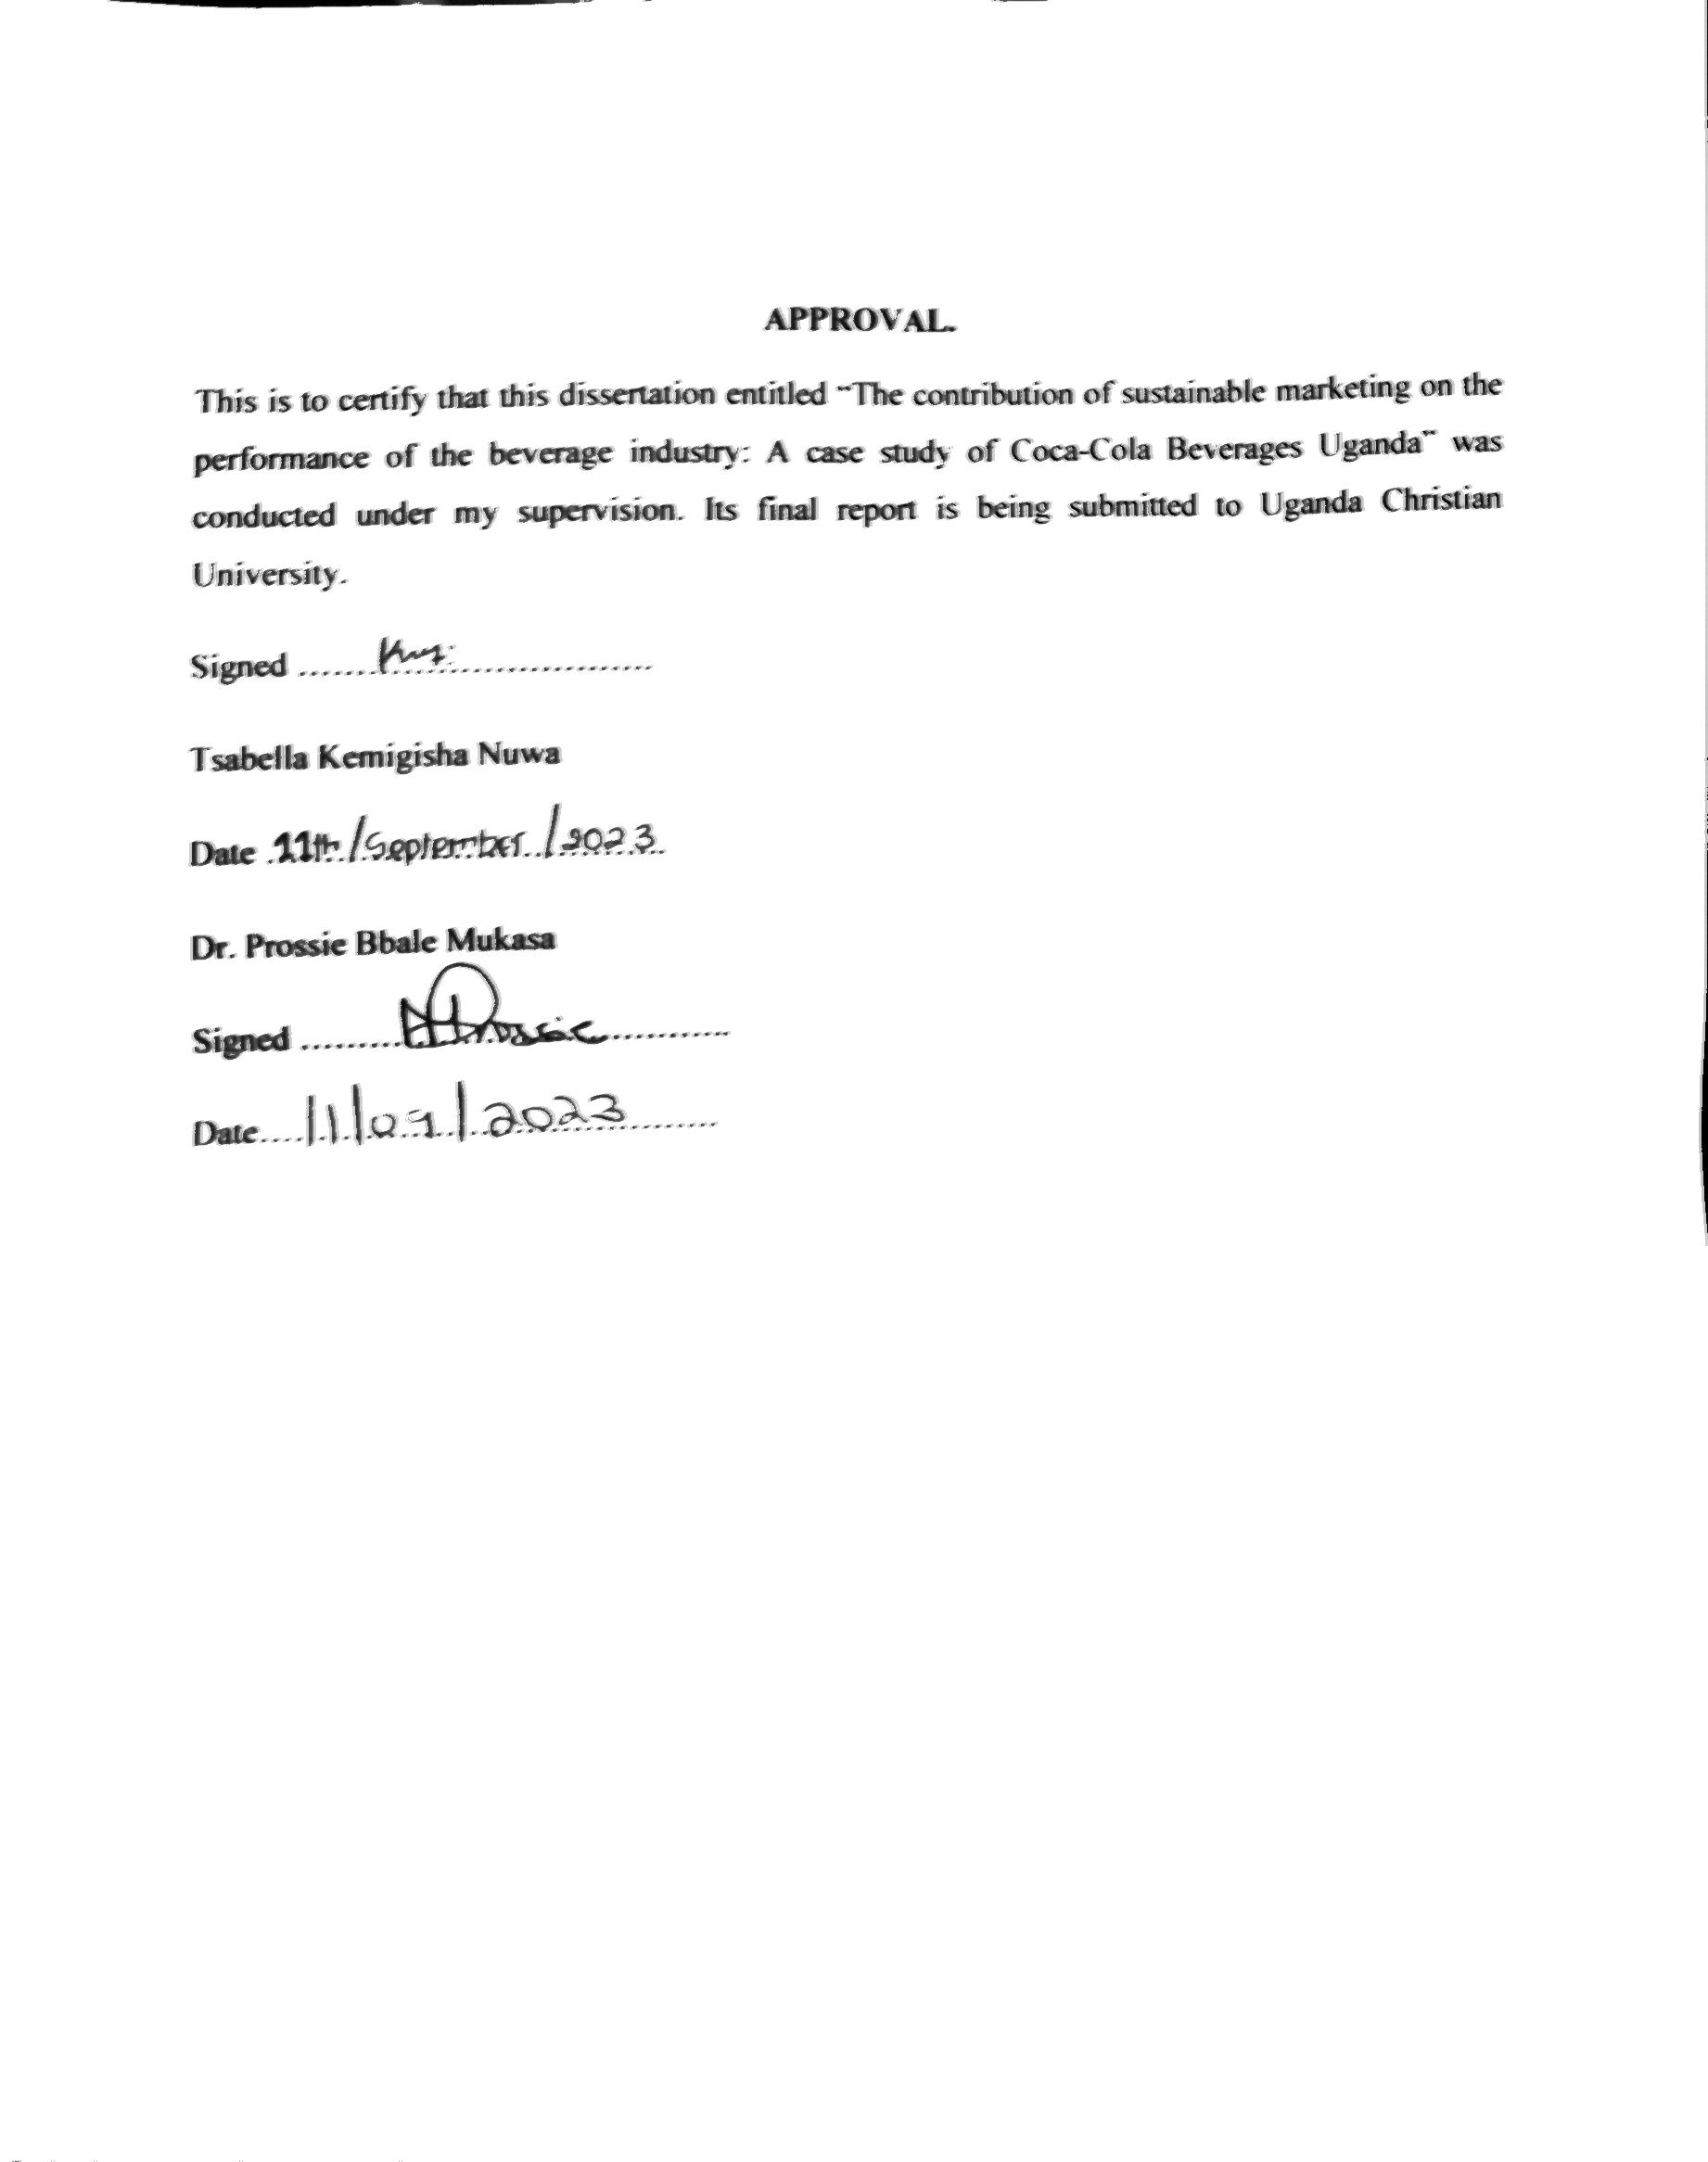 APPROVAL.
This is to certify that this dissertation entitled “The contribution of sustainable marketing on the
performance of the beverage industry: A case study of Coca-Cola Beverages Uganda” was
conducted under my supervision. Its final report is being submitted to Uganda Christian
University.
Signed ..............................
Tsabella Kemigisha Nuwa
Date 11th/September/2023
Dr. Prossie Bbale Mukasa
Signed ..............................
Date....11/09/2023..........